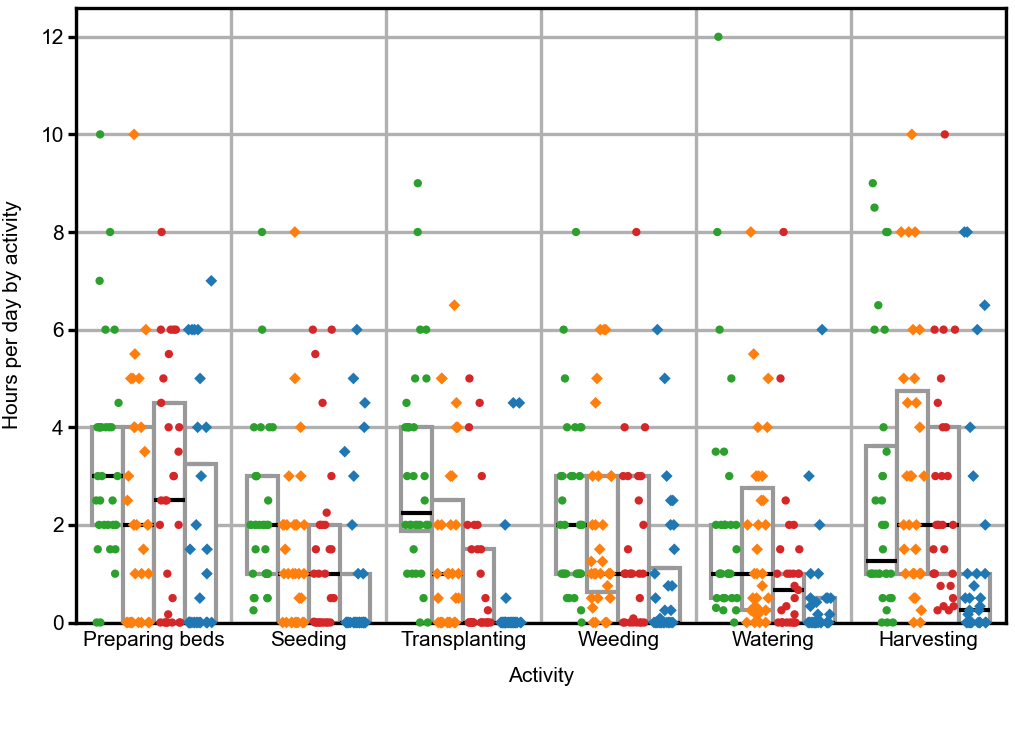 12
10
8
6
4
2
0
Hours per day by activity
Preparing beds Seeding Transplanting Weeding Watering Harvesting
Activity